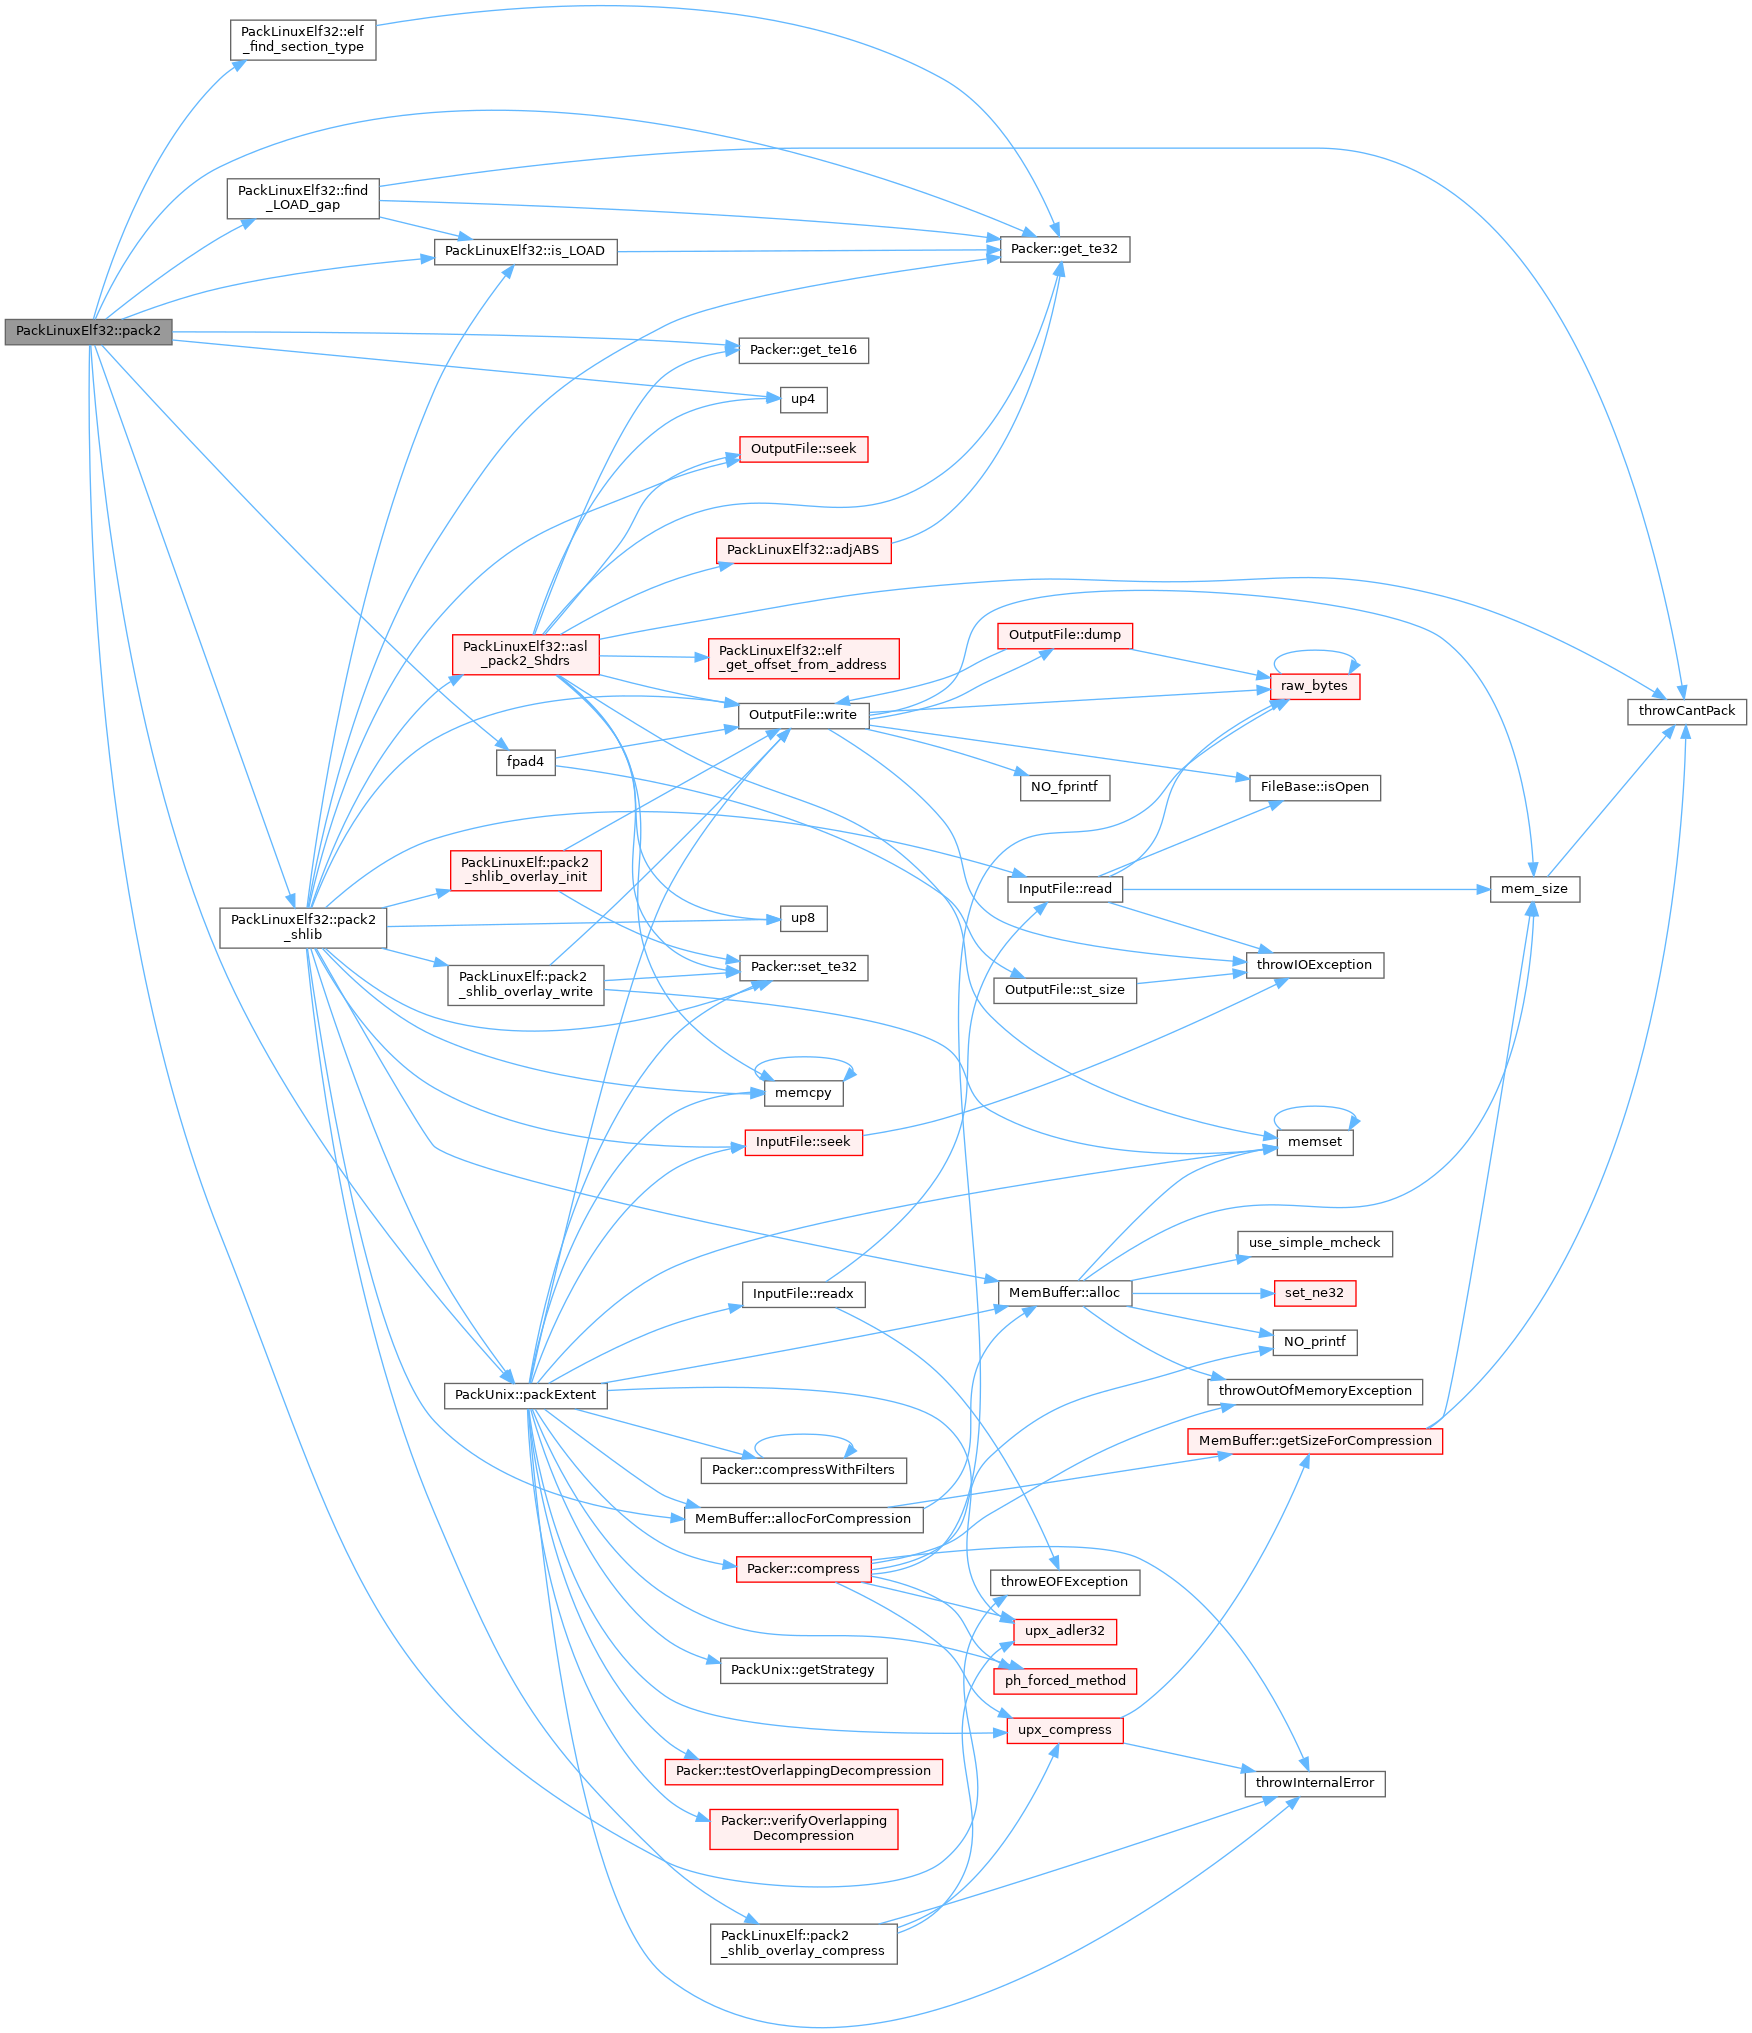 PackLinuxElf32::elf
_find_section_type
PackLinuxElf32::find
_LOAD_gap
PackLinuxElf32::is_LOAD
Packer::get_te32
PackLinuxElf32::pack2
Packer::get_te16
up4
OutputFile::seek
PackLinuxElf32::adjABS
OutputFile::dump
PackLinuxElf32::asl
_pack2_Shdrs
PackLinuxElf32::elf
_get_offset_from_address
raw_bytes
OutputFile::write
throwCantPack
fpad4
NO_fprintf
FileBase::isOpen
PackLinuxElf::pack2
_shlib_overlay_init
InputFile::read
mem_size
PackLinuxElf32::pack2
_shlib
up8
Packer::set_te32
throwIOException
PackLinuxElf::pack2
_shlib_overlay_write
OutputFile::st_size
memcpy
InputFile::seek
memset
use_simple_mcheck
InputFile::readx
MemBuffer::alloc
set_ne32
NO_printf
PackUnix::packExtent
throwOutOfMemoryException
MemBuffer::getSizeForCompression
Packer::compressWithFilters
MemBuffer::allocForCompression
Packer::compress
throwEOFException
upx_adler32
PackUnix::getStrategy
ph_forced_method
upx_compress
Packer::testOverlappingDecompression
throwInternalError
Packer::verifyOverlapping
Decompression
PackLinuxElf::pack2
_shlib_overlay_compress